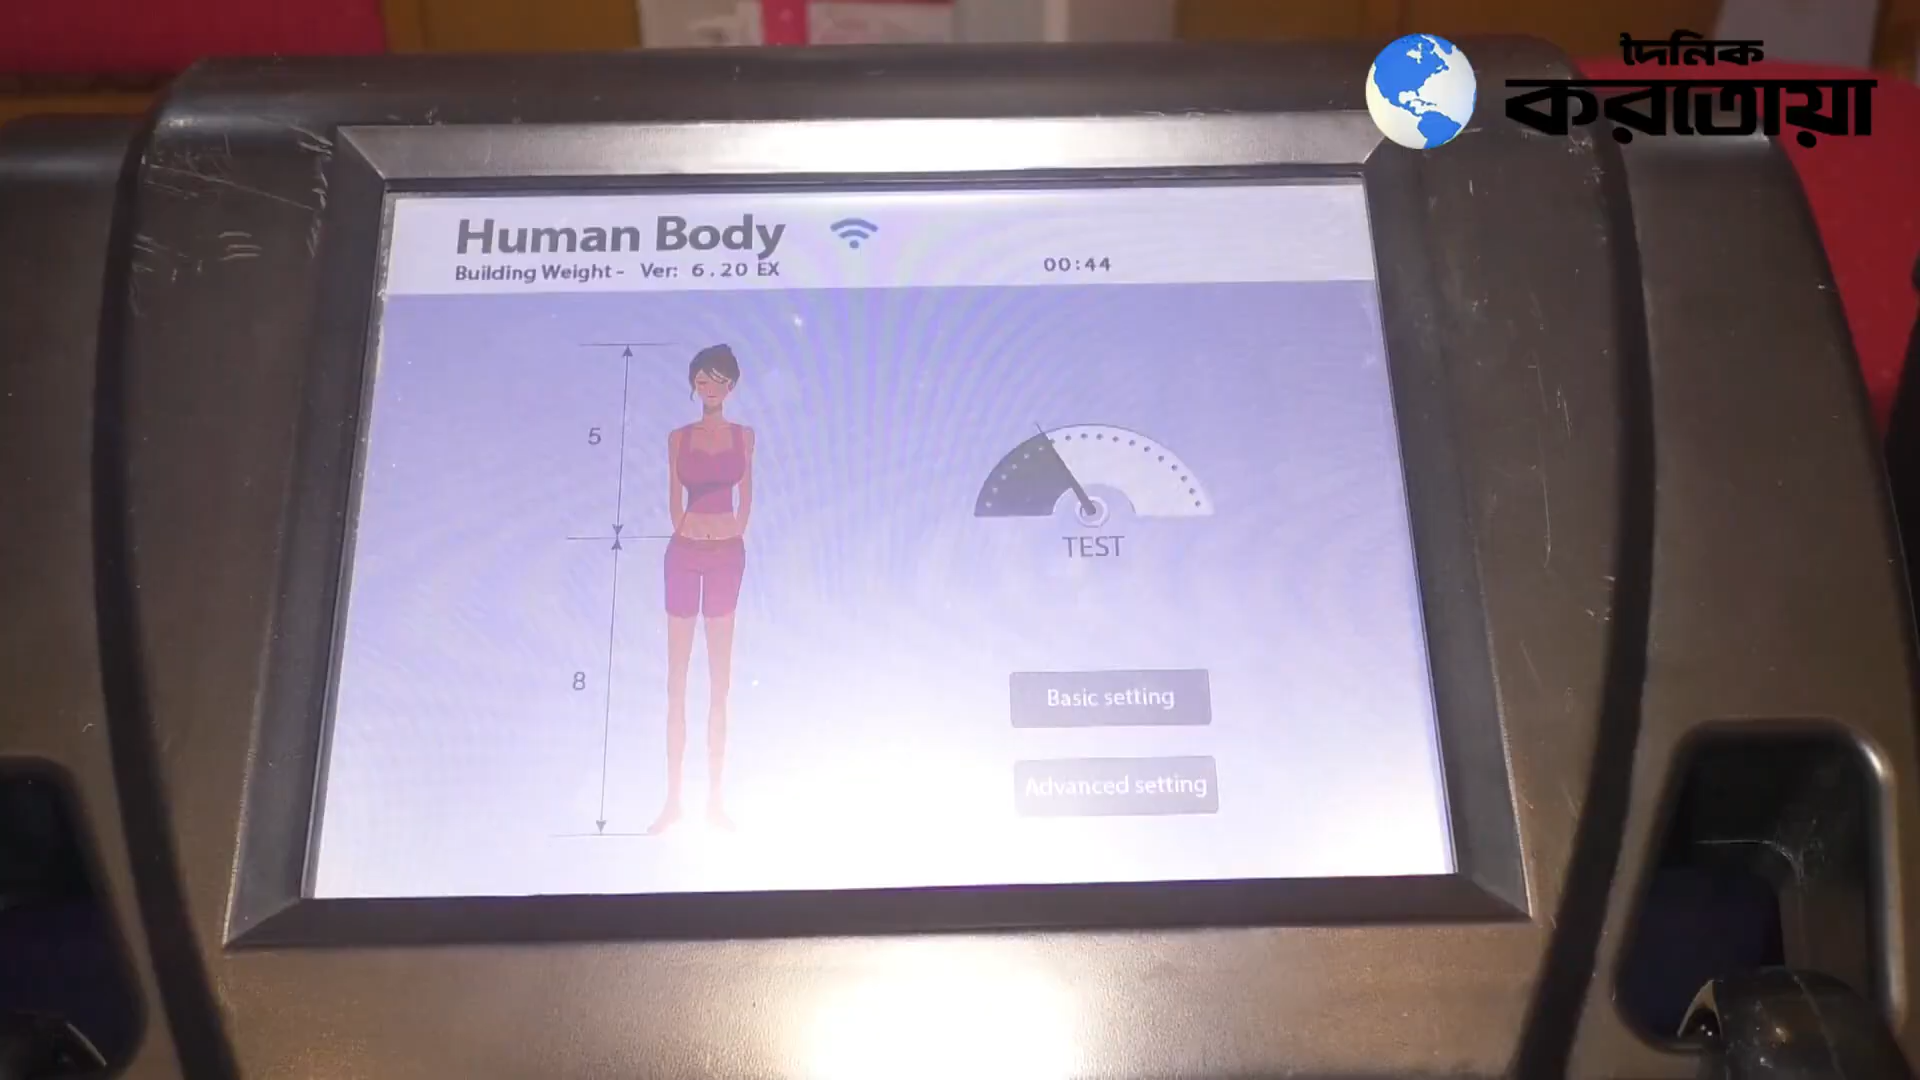 দৈনিক
করতোয়া
Human Body
Building Weight - Ver: 6.20 EX
00:44
5
8
TEST
Basic setting
Advanced setting